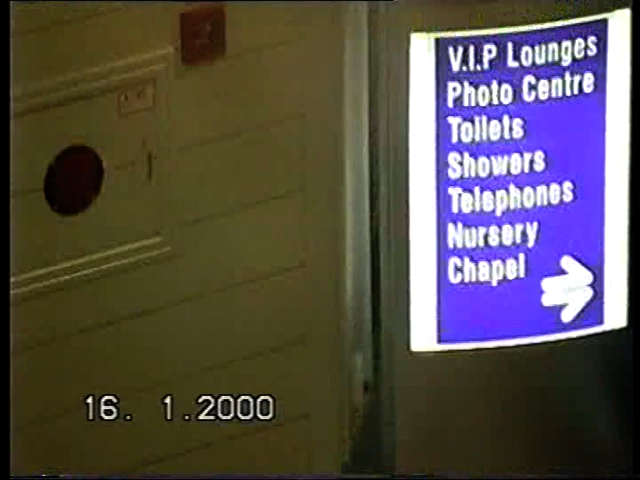 V.I.P Lounges
Photo Centre
Toilets
Showers
Telephones
Nursery
Chapel
16. 1.2000